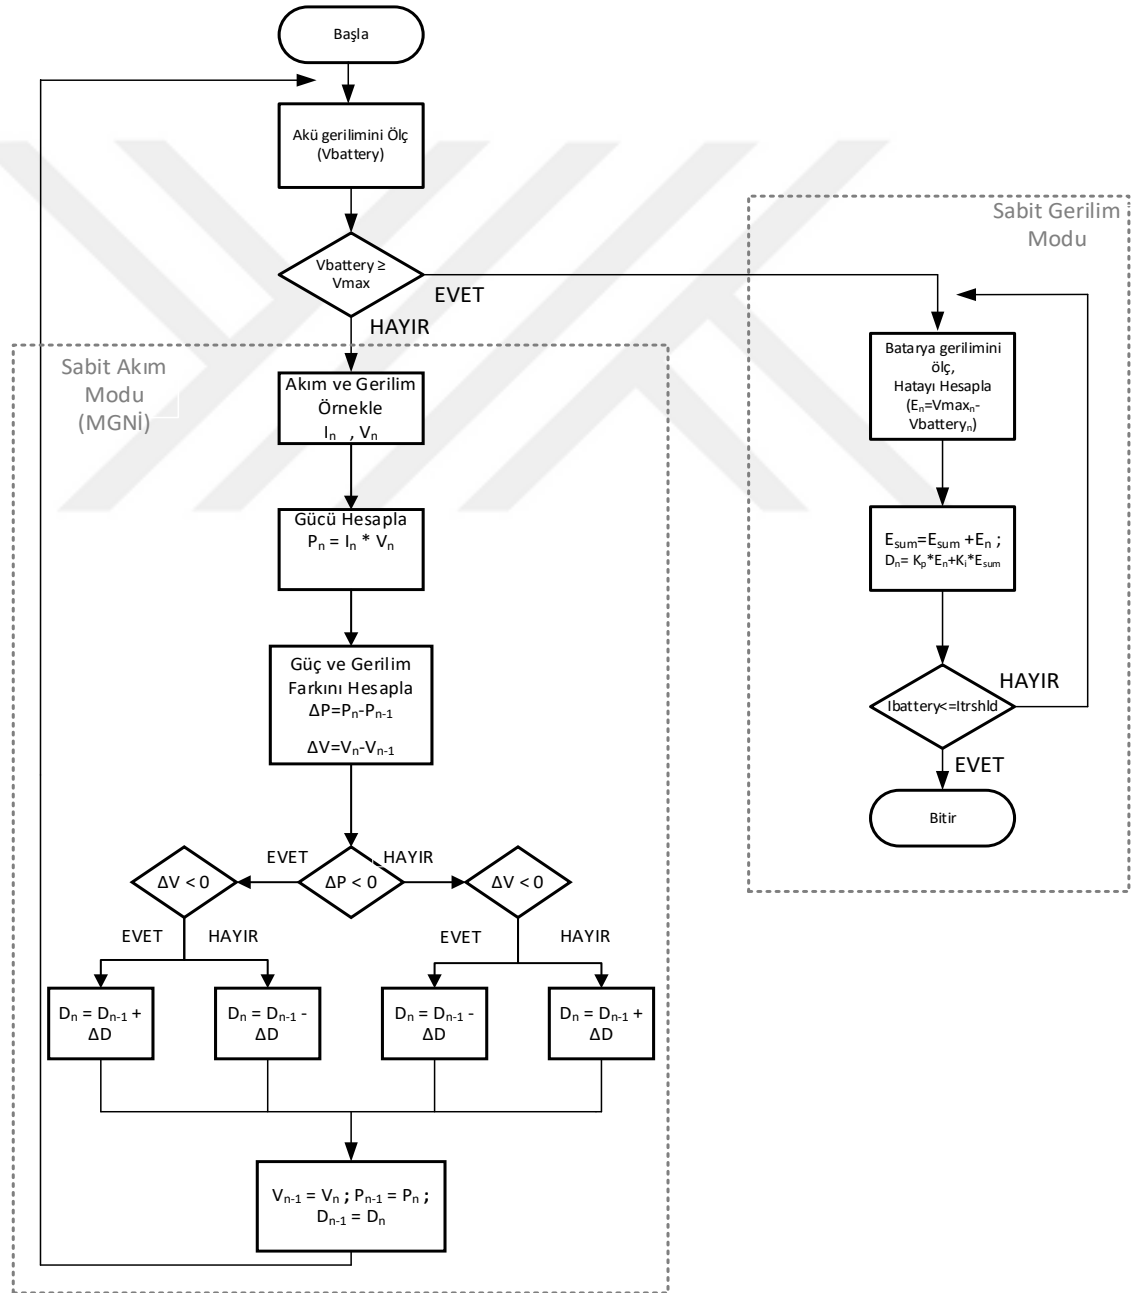 Başla
Akü gerilimini Ölç
(Vbattery)
Vbattery ≥
Vmax
EVET
HAYIR
Sabit Akım
Modu
(MGNİ)
Akım ve Gerilim
Örnekle
Iₙ , Vₙ
Gücü Hesapla
Pₙ = Iₙ * Vₙ
Güç ve Gerilim
Farkını Hesapla
ΔP=Pₙ-Pₙ₋₁
ΔV=Vₙ-Vₙ₋₁
ΔV < 0
EVET
ΔP < 0
HAYIR
ΔV < 0
EVET
HAYIR
EVET
HAYIR
Dₙ = Dₙ₋₁ +
ΔD
Dₙ = Dₙ₋₁ -
ΔD
Dₙ = Dₙ₋₁ -
ΔD
Dₙ = Dₙ₋₁ +
ΔD
Vₙ₋₁ = Vₙ ; Pₙ₋₁ = Pₙ ;
Dₙ₋₁ = Dₙ
Sabit Gerilim
Modu
Batarya gerilimini
ölç,
Hatayı Hesapla
(Eₙ=Vmaxₙ-
Vbatteryₙ)
Eₛᵤₘ=Eₛᵤₘ +Eₙ ;
Dₙ= Kₚ*Eₙ+Kᵢ*Eₛᵤₘ
Ibattery<=Itrshld
HAYIR
EVET
Bitir